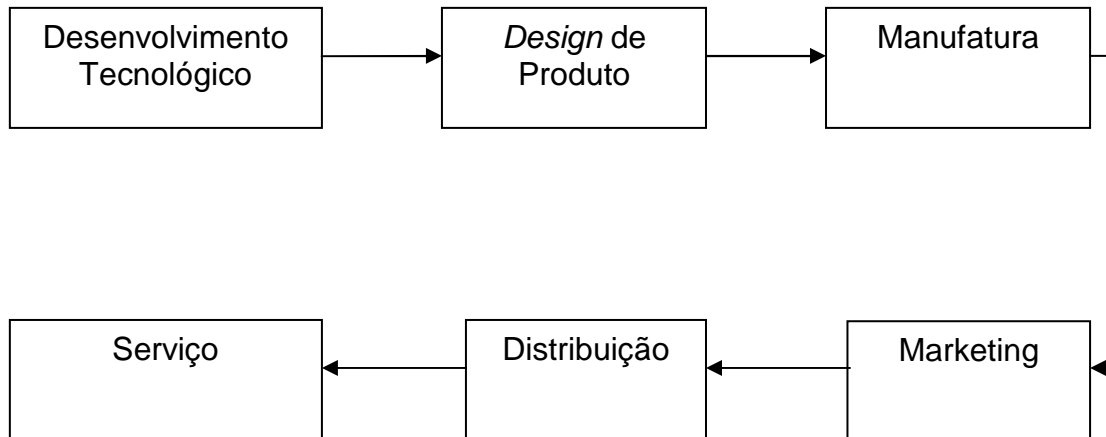 Desenvolvimento
Tecnológico
Design de
Produto
Manufatura
Serviço
Distribuição
Marketing